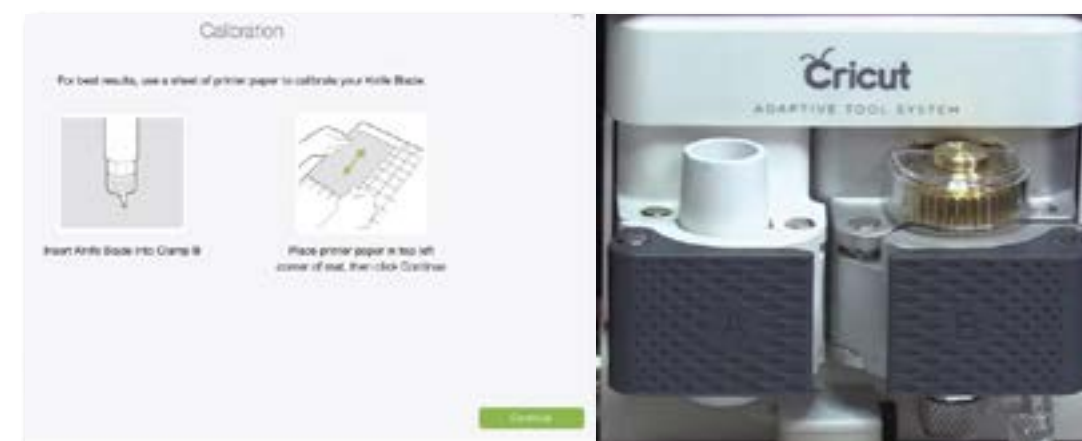 Calibration
For best results, use a sheet of printer paper to calibrate your Knife Blade.
Insert Knife Blade into Clamp B
Place printer paper in top left
corner of mat, then click Continue
Continue
Cricut
ADAPTIVE TOOL SYSTEM
A
B